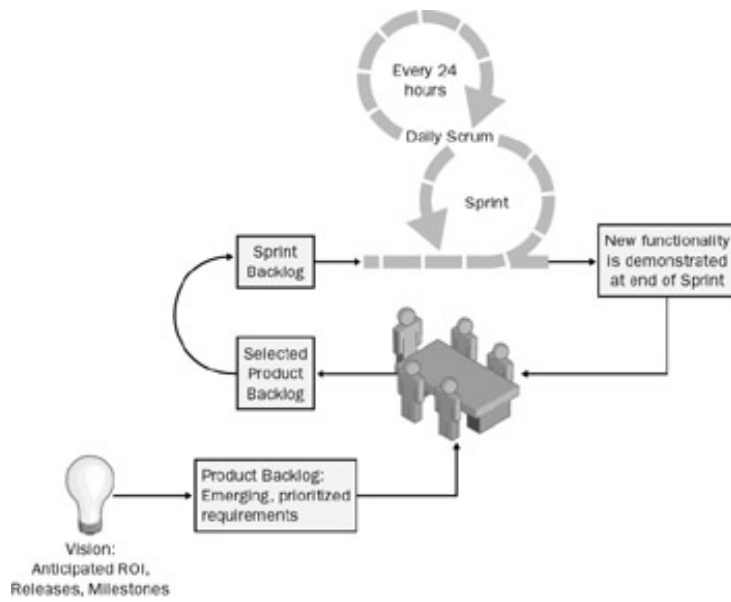 Every 24
hours
Daily Scrum
Sprint
Sprint
Backlog
New functionality
is demonstrated
at end of Sprint
Selected
Product
Backlog
Product Backlog:
Emerging, prioritized
requirements
Vision:
Anticipated ROI,
Releases, Milestones